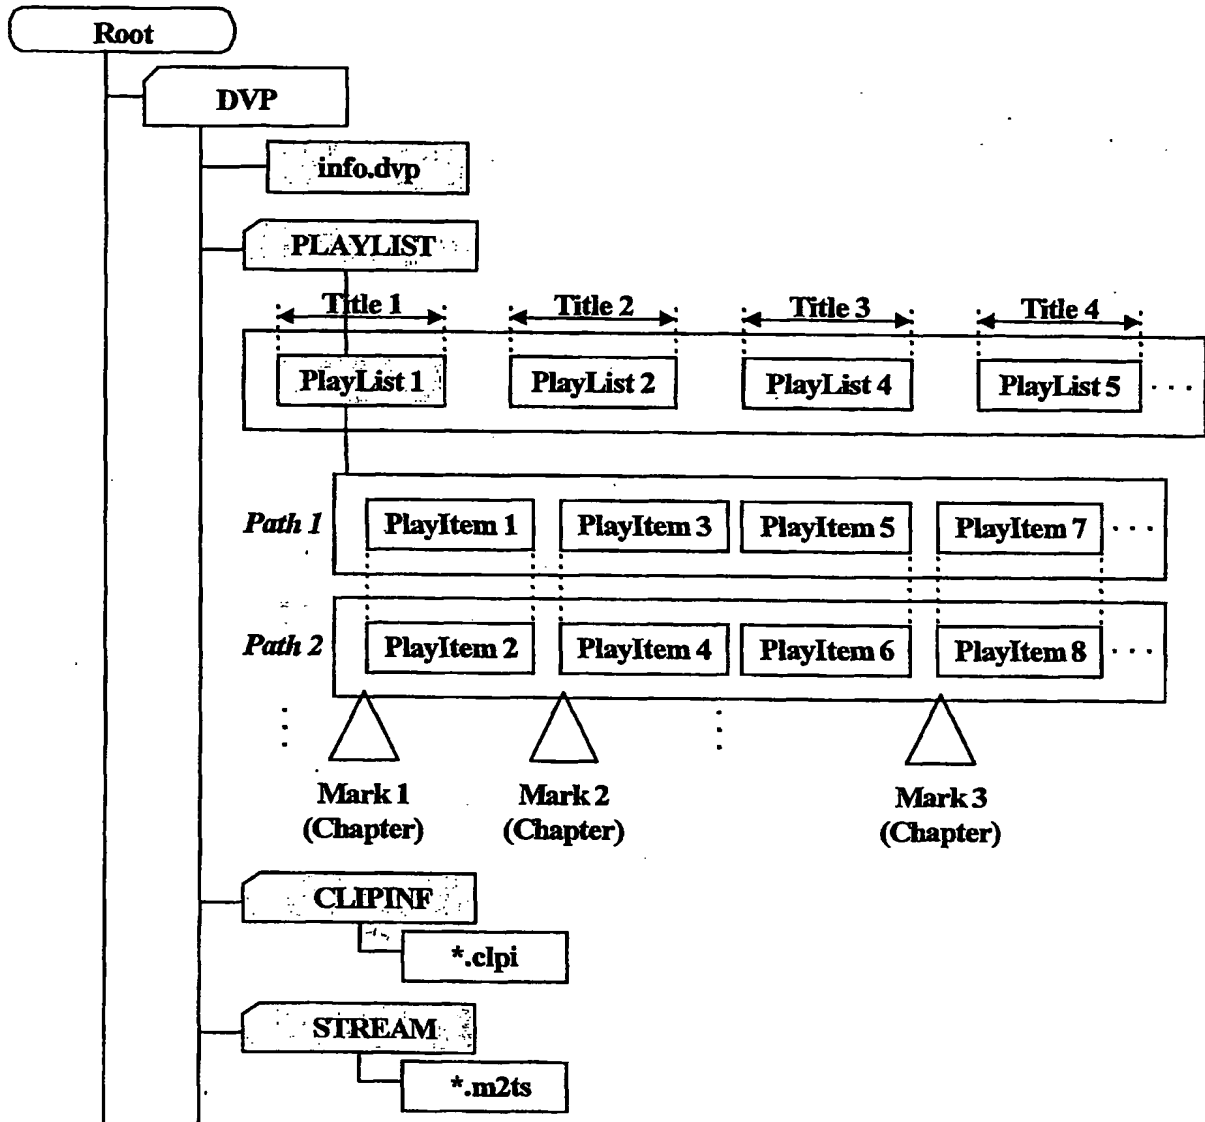 Root
DVP
info.dvp
PLAYLIST
Title 1 Title 2 Title 3 Title 4
PlayList 1 PlayList 2 PlayList 4 PlayList 5 . . .
Path 1 PlayItem 1 PlayItem 3 PlayItem 5 PlayItem 7 . . .
Path 2 PlayItem 2 PlayItem 4 PlayItem 6 PlayItem 8 . . .
Mark 1 Mark 2 Mark 3
(Chapter) (Chapter) (Chapter)
CLIPINF
*.clpi
STREAM
*.m2ts